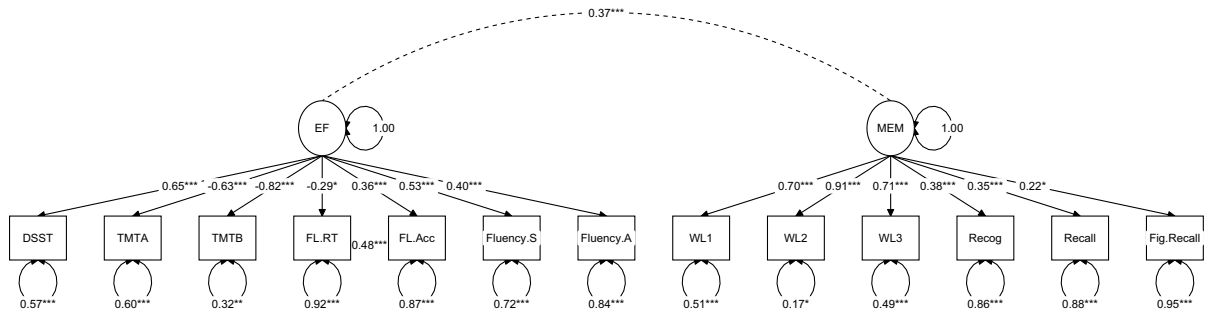 0.37***
EF 1.00 MEM 1.00
0.65*** -0.63*** -0.82*** -0.29* 0.36*** 0.53*** 0.40*** 0.70*** 0.91*** 0.71*** 0.38*** 0.35*** 0.22*
DSST TMTA TMTB FL.RT 0.48*** FL.Acc Fluency.S Fluency.A WL1 WL2 WL3 Recog Recall Fig.Recall
0.57*** 0.60*** 0.32** 0.92*** 0.87*** 0.72*** 0.84*** 0.51*** 0.17* 0.49*** 0.86*** 0.88*** 0.95***